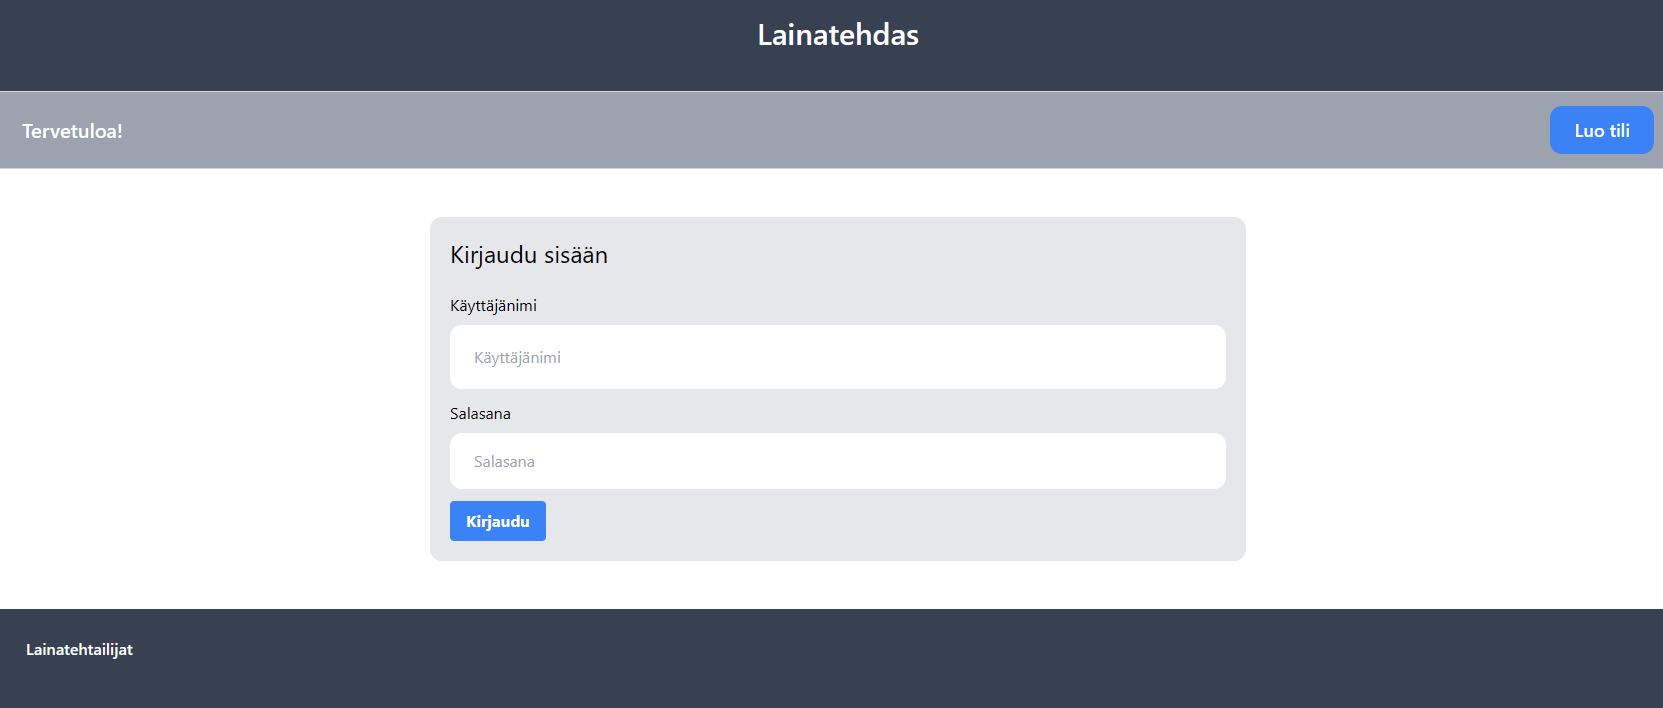 Lainatehdas
Tervetuloa!
Luo tili
Kirjaudu sisään
Käyttäjänimi
Käyttäjänimi
Salasana
Salasana
Kirjaudu
Lainatehtailijat